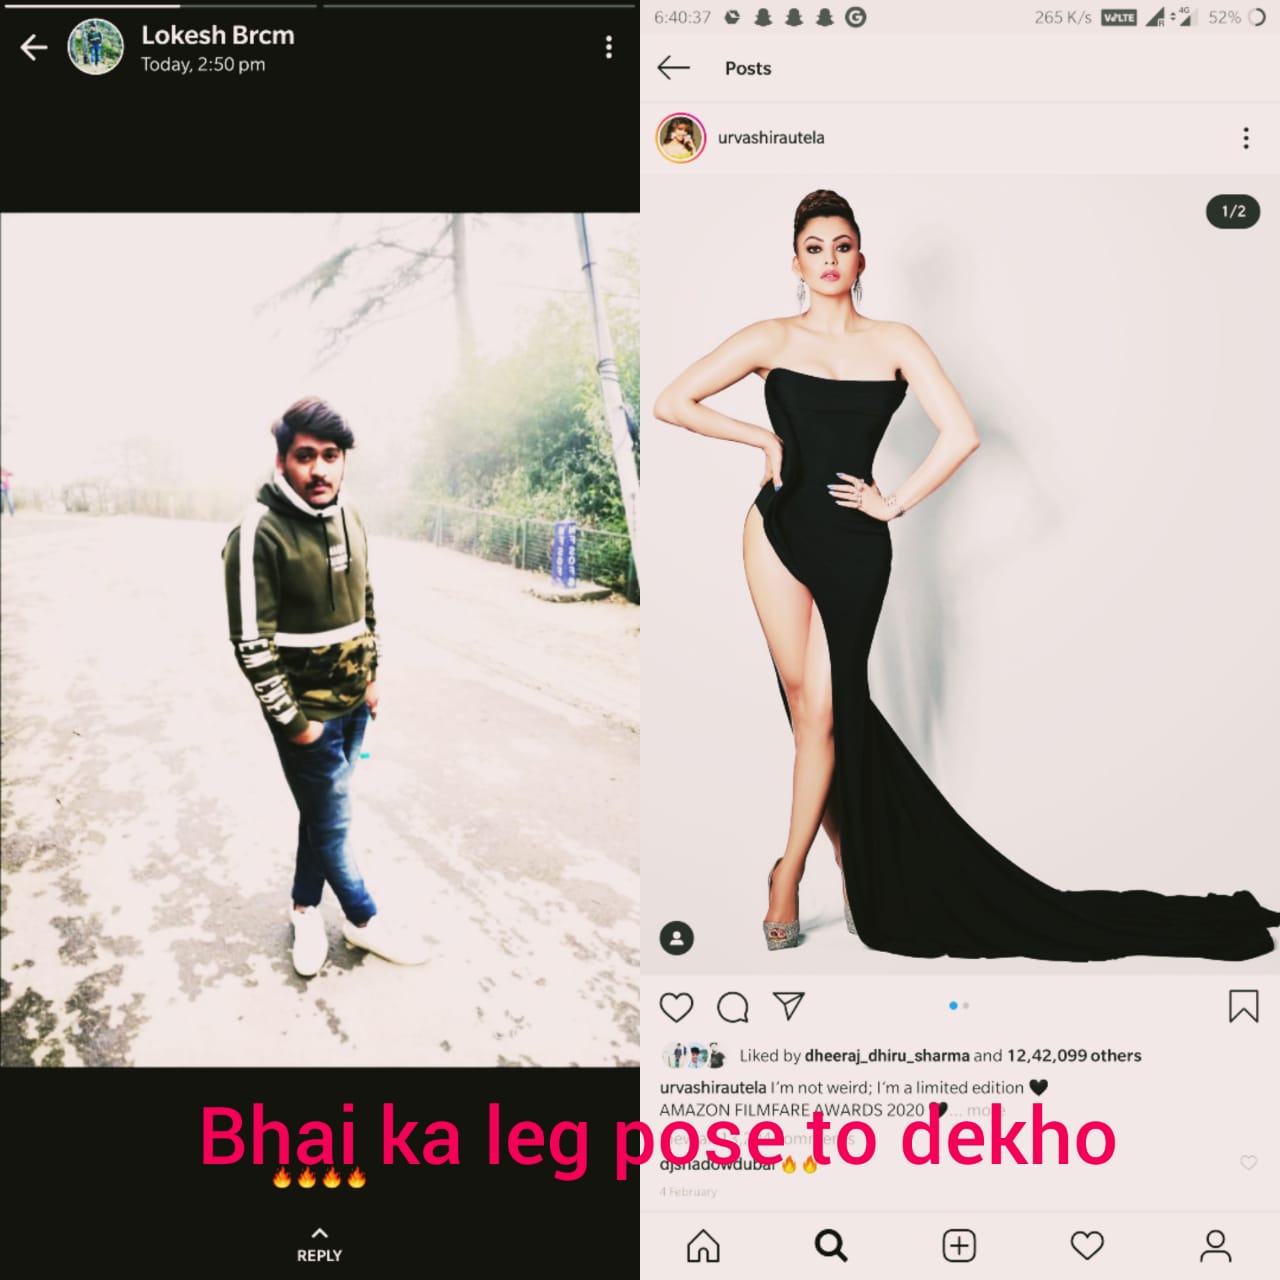 Lokesh Brcm
Today, 2:50 pm
🔥🔥🔥🔥
REPLY
6:40:37
265 K/s VoLTE R 4G 52%
Posts
urvashirautela
1/2
Liked by dheeraj_dhiru_sharma and 12,42,099 others
urvashirautela I'm not weird; I'm a limited edition 🖤
AMAZON FILMFARE AWARDS 2020 🖤... more
Bhai ka leg pose to dekho
djshadowdubai 🔥🔥
4 February